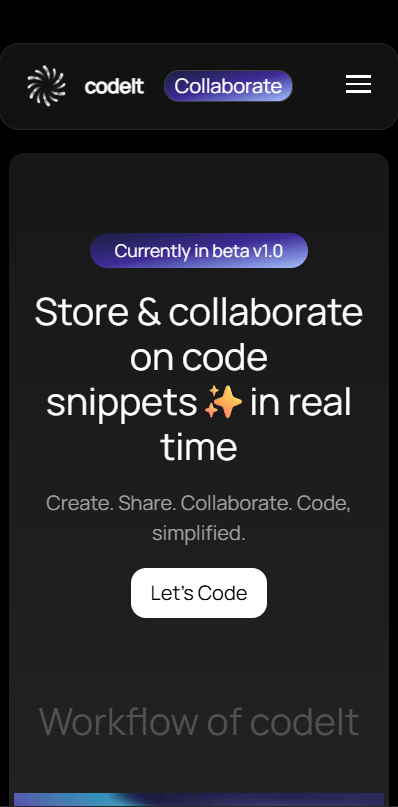 codeIt Collaborate
Currently in beta v1.0
Store & collaborate
on code
snippets ✨ in real
time
Create. Share. Collaborate. Code,
simplified.
Let's Code
Workflow of codeIt